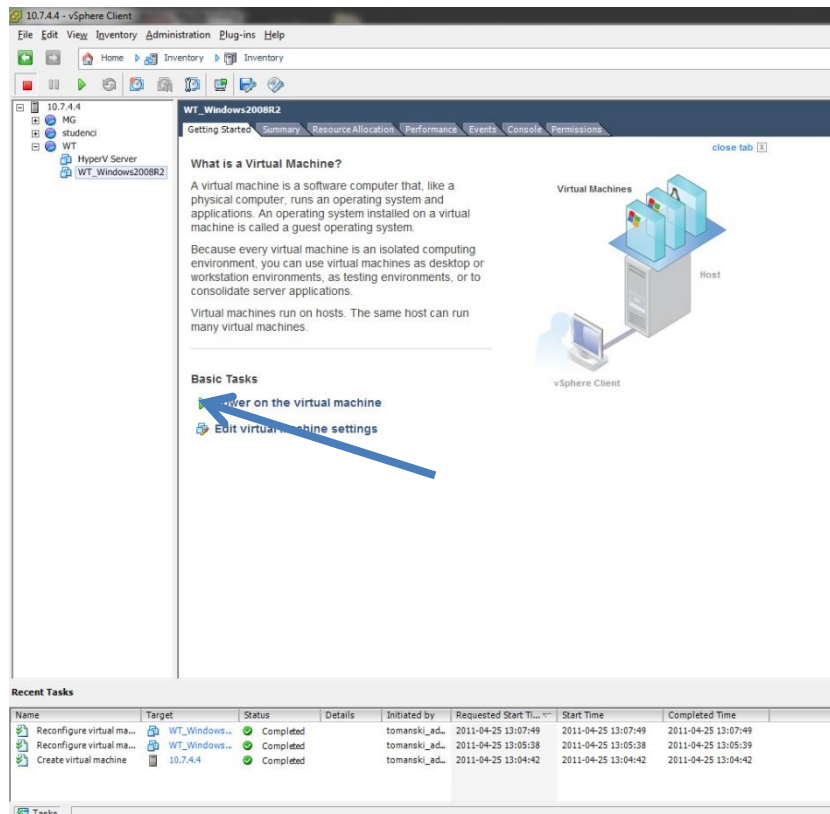 10.7.4.4 - vSphere Client
File Edit View Inventory Administration Plug-ins Help
Home Inventory Inventory
10.7.4.4
MG
studenci
WT
HyperV Server
WT_Windows2008R2
WT_Windows2008R2
Getting Started Summary Resource Allocation Performance Events Console Permissions
close tab
What is a Virtual Machine?
A virtual machine is a software computer that, like a
physical computer, runs an operating system and
applications. An operating system installed on a virtual
machine is called a guest operating system.
Because every virtual machine is an isolated computing
environment, you can use virtual machines as desktop or
workstation environments, as testing environments, or to
consolidate server applications.
Virtual machines run on hosts. The same host can run
many virtual machines.
Virtual Machines
Host
vSphere Client
Basic Tasks
on the virtual machine
Edit virtual machine settings
Recent Tasks
Name Target Status Details Initiated by Requested Start Ti... Start Time Completed Time
Reconfigure virtual ma... WT_Windows... Completed tomanski_ad... 2011-04-25 13:07:49 2011-04-25 13:07:49 2011-04-25 13:07:49
Reconfigure virtual ma... WT_Windows... Completed tomanski_ad... 2011-04-25 13:05:38 2011-04-25 13:05:38 2011-04-25 13:05:39
Create virtual machine 10.7.4.4 Completed tomanski_ad... 2011-04-25 13:04:42 2011-04-25 13:04:42 2011-04-25 13:04:42
Tasks